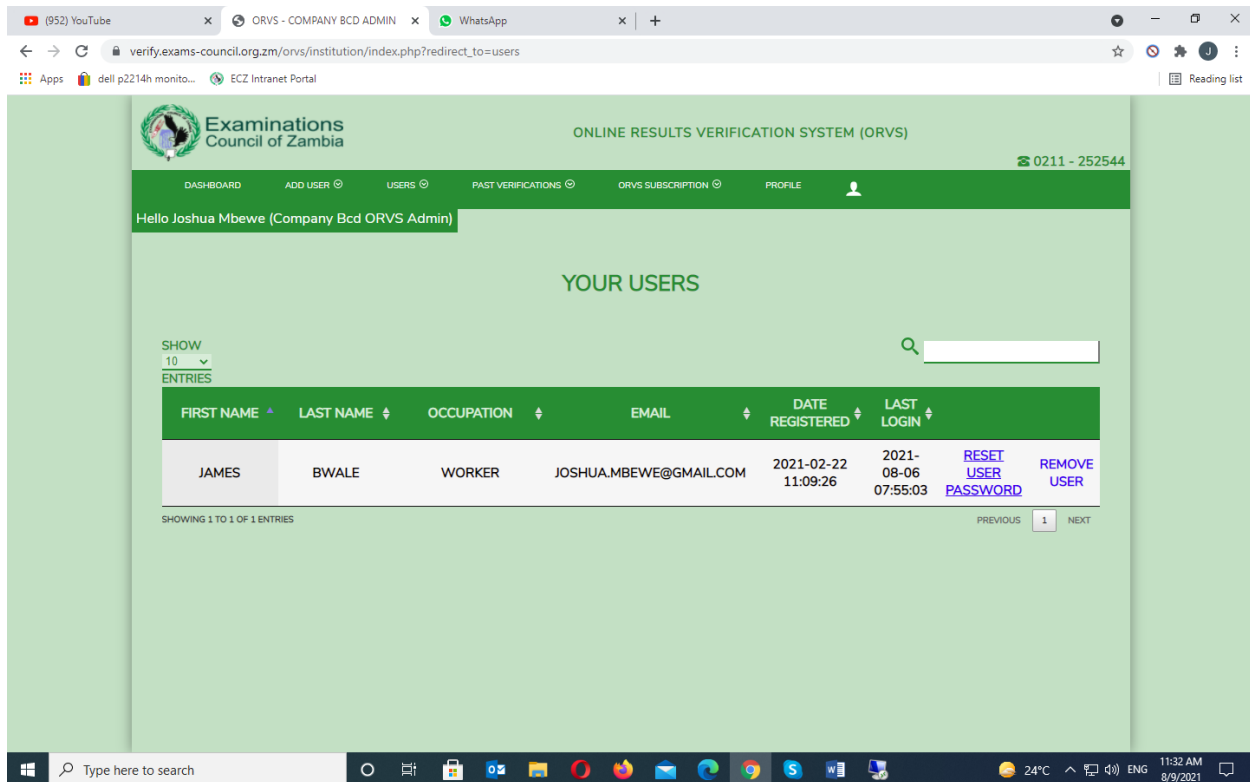 (952) YouTube
ORVS - COMPANY BCD ADMIN
WhatsApp
verify.exams-council.org.zm/orvs/institution/index.php?redirect_to=users
J
Apps dell p2214h monito... ECZ Intranet Portal Reading list
Examinations
Council of Zambia
ONLINE RESULTS VERIFICATION SYSTEM (ORVS)
0211 - 252544
DASHBOARD ADD USER USERS PAST VERIFICATIONS ORVS SUBSCRIPTION PROFILE
Hello Joshua Mbewe (Company Bcd ORVS Admin)
YOUR USERS
SHOW
10
ENTRIES
FIRST NAME LAST NAME OCCUPATION EMAIL DATE REGISTERED LAST LOGIN
JAMES BWALE WORKER JOSHUA.MBEWE@GMAIL.COM 2021-02-22 11:09:26 2021-08-06 07:55:03 RESET USER PASSWORD REMOVE USER
SHOWING 1 TO 1 OF 1 ENTRIES
PREVIOUS 1 NEXT
Type here to search
24°C ENG 11:32 AM
8/9/2021